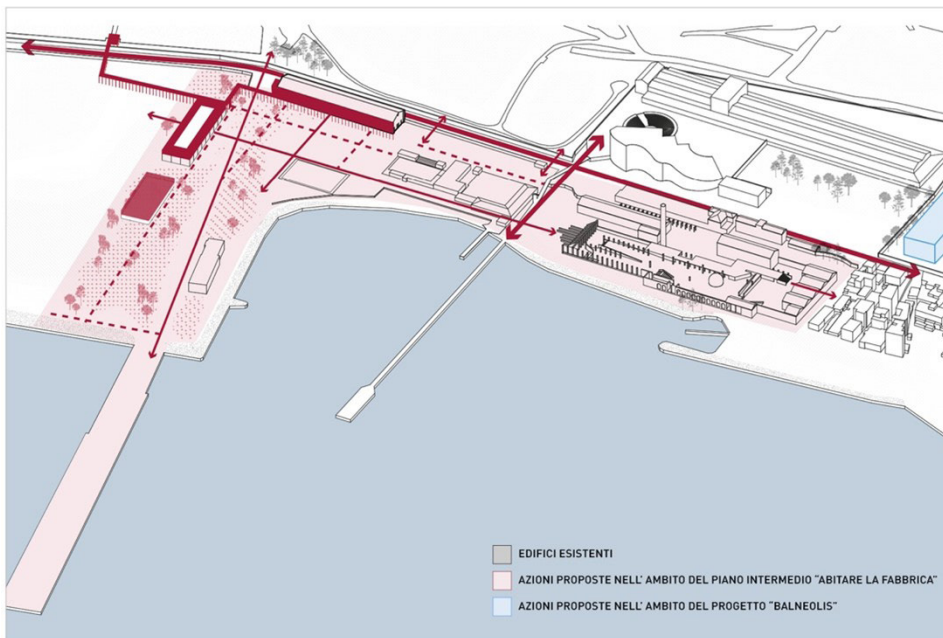 EDIFICI ESISTENTI
AZIONI PROPOSTE NELL' AMBITO DEL PIANO INTERMEDIO "ABITARE LA FABBRICA"
AZIONI PROPOSTE NELL' AMBITO DEL PROGETTO "BALNEOLIS"